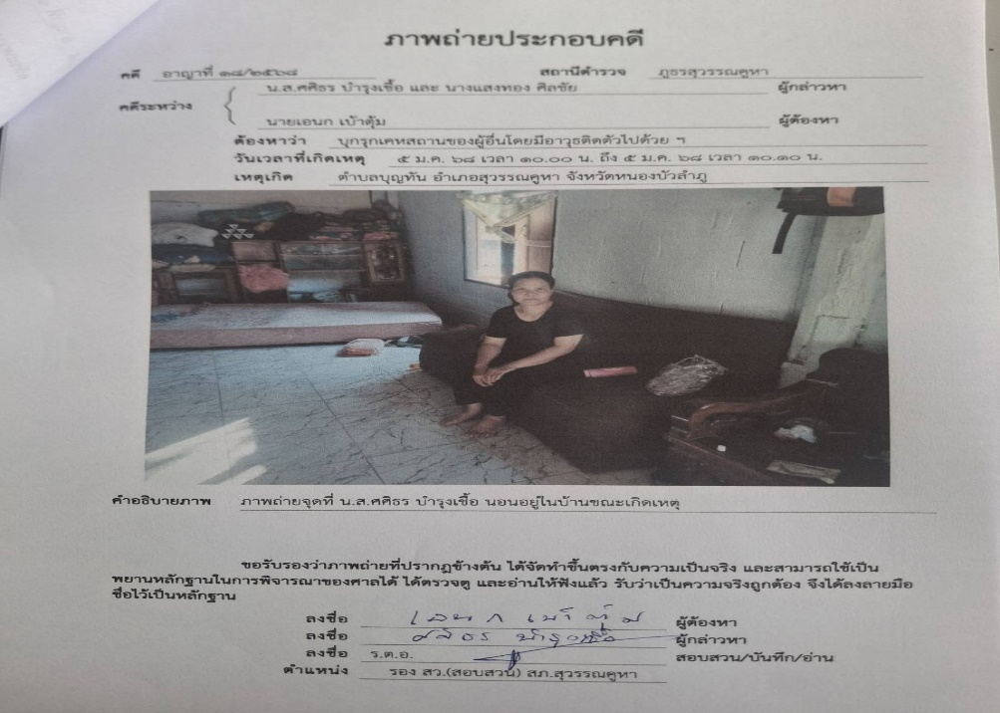 ภาพถ่ายประกอบคดี
คดี อาญาที่ ๑๘/๒๕๖๘ สถานีตำรวจ ภูธรสุวรรณคูหา
น.ส.ศศิธร บำรุงเชื้อ และ นางแสงทอง ศิลชัย ผู้กล่าวหา
คดีระหว่าง
นายเอนก เบ้าตุ้ม ผู้ต้องหา
ต้องหาว่า บุกรุกเคหสถานของผู้อื่นโดยมีอาวุธติดตัวไปด้วย ฯ
วันเวลาที่เกิดเหตุ ๕ ม.ค. ๖๘ เวลา ๑๐.๐๐ น. ถึง ๕ ม.ค. ๖๘ เวลา ๑๐.๑๐ น.
เหตุเกิด ตำบลบุญทัน อำเภอสุวรรณคูหา จังหวัดหนองบัวลำภู
คำอธิบายภาพ ภาพถ่ายจุดที่ น.ส.ศศิธร บำรุงเชื้อ นอนอยู่ในบ้านขณะเกิดเหตุ
ขอรับรองว่าภาพถ่ายที่ปรากฏข้างต้น ได้จัดทำขึ้นตรงกับความเป็นจริง และสามารถใช้เป็น
พยานหลักฐานในการพิจารณาของศาลได้ ได้ตรวจดู และอ่านให้ฟังแล้ว รับว่าเป็นความจริงถูกต้อง จึงได้ลงลายมือ
ชื่อไว้เป็นหลักฐาน
ลงชื่อ เอนก เบ้าตุ้ม ผู้ต้องหา
ลงชื่อ ศศิธร บำรุงเชื้อ ผู้กล่าวหา
ลงชื่อ ร.ต.อ. สอบสวน/บันทึก/อ่าน
ตำแหน่ง รอง สว.(สอบสวน) สภ.สุวรรณคูหา